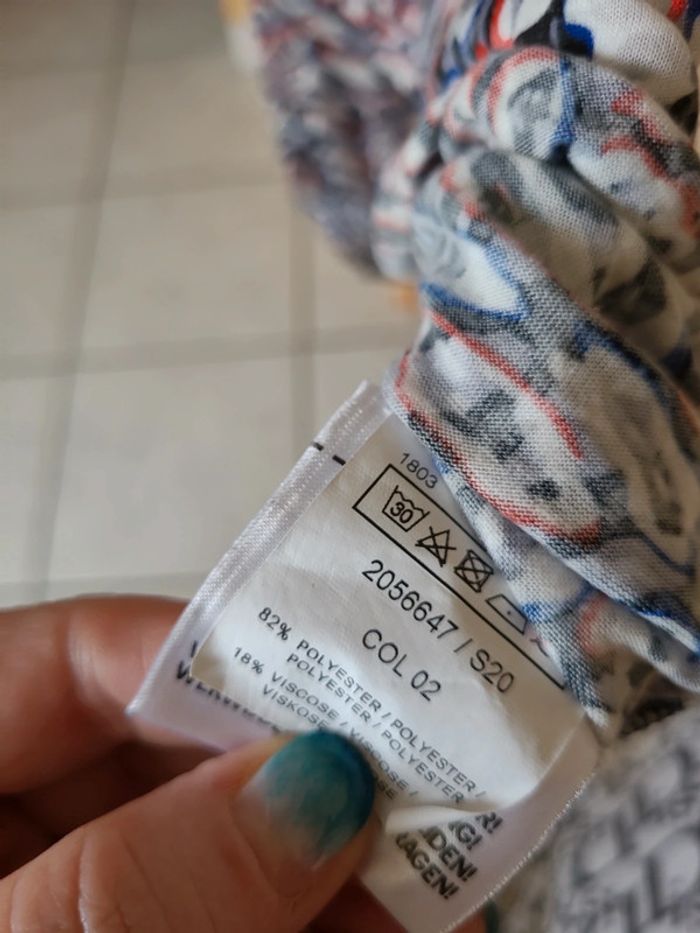 1803
30
2056647 / S20
COL 02
82% POLYESTER / POLYESTER /
POLYESTER / POLYESTER
18% VISCOSE / VISCOSE /
VISKOSE